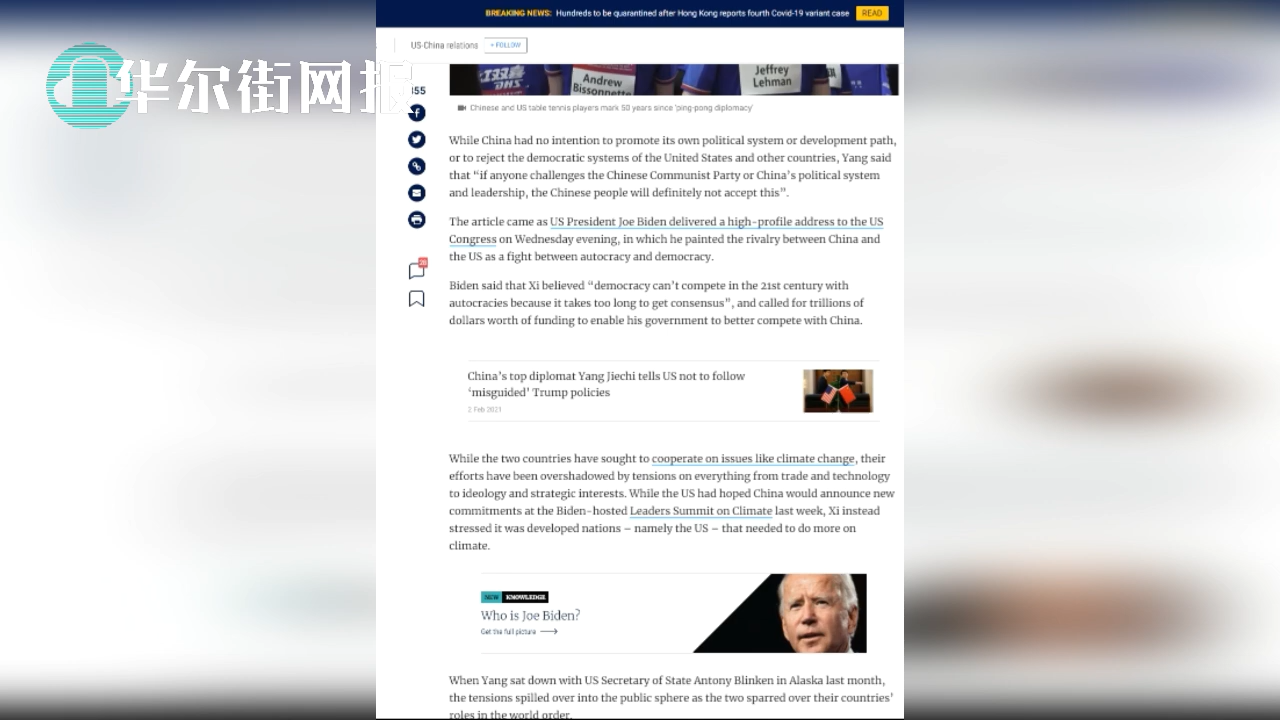 BREAKING NEWS: Hundreds to be quarantined after Hong Kong reports fourth Covid-19 variant case READ
US-China relations + FOLLOW
华尔街网报
155
Andrew
Bissonnette
Jeffrey
Lehman
Chinese and US table tennis players mark 50 years since 'ping-pong diplomacy'
While China had no intention to promote its own political system or development path,
or to reject the democratic systems of the United States and other countries, Yang said
that “if anyone challenges the Chinese Communist Party or China’s political system
and leadership, the Chinese people will definitely not accept this”.
The article came as US President Joe Biden delivered a high-profile address to the US
Congress on Wednesday evening, in which he painted the rivalry between China and
the US as a fight between autocracy and democracy.
Biden said that Xi believed “democracy can’t compete in the 21st century with
autocracies because it takes too long to get consensus”, and called for trillions of
dollars worth of funding to enable his government to better compete with China.
China’s top diplomat Yang Jiechi tells US not to follow
‘misguided’ Trump policies
2 Feb 2021
While the two countries have sought to cooperate on issues like climate change, their
efforts have been overshadowed by tensions on everything from trade and technology
to ideology and strategic interests. While the US had hoped China would announce new
commitments at the Biden-hosted Leaders Summit on Climate last week, Xi instead
stressed it was developed nations – namely the US – that needed to do more on
climate.
NEW KNOWLEDGE
Who is Joe Biden?
Get the full picture
When Yang sat down with US Secretary of State Antony Blinken in Alaska last month,
the tensions spilled over into the public sphere as the two sparred over their countries’
roles in the world order.